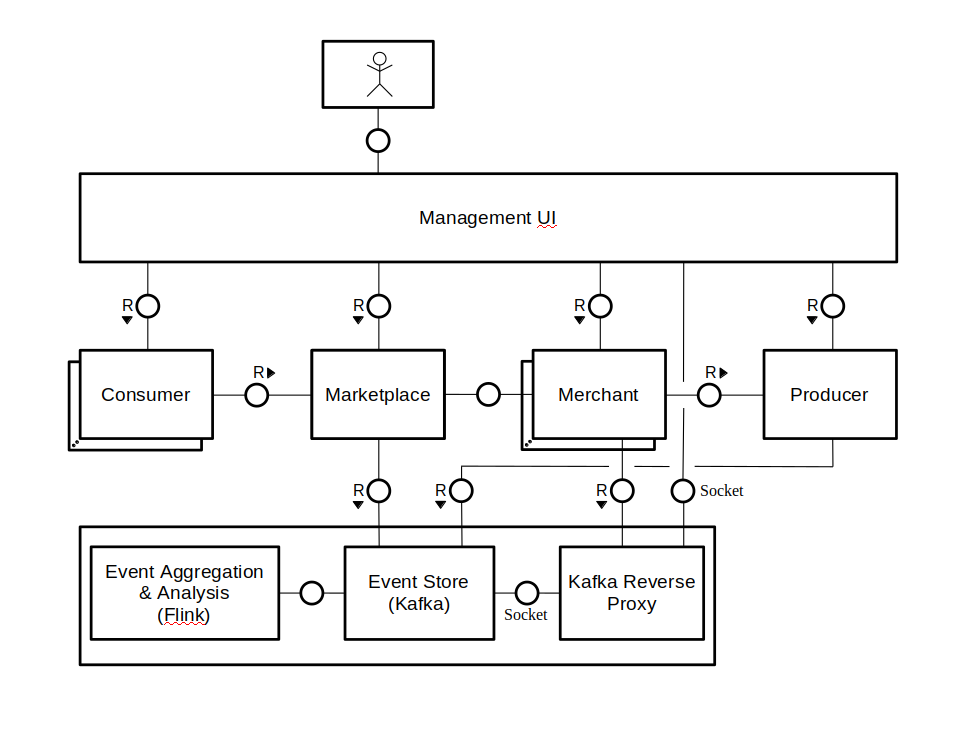 Management UI
R
R
R
R
R
R
Consumer
Marketplace
Merchant
Producer
R
R
R
Socket
Event Aggregation
& Analysis
(Flink)
Event Store
(Kafka)
Socket
Kafka Reverse
Proxy